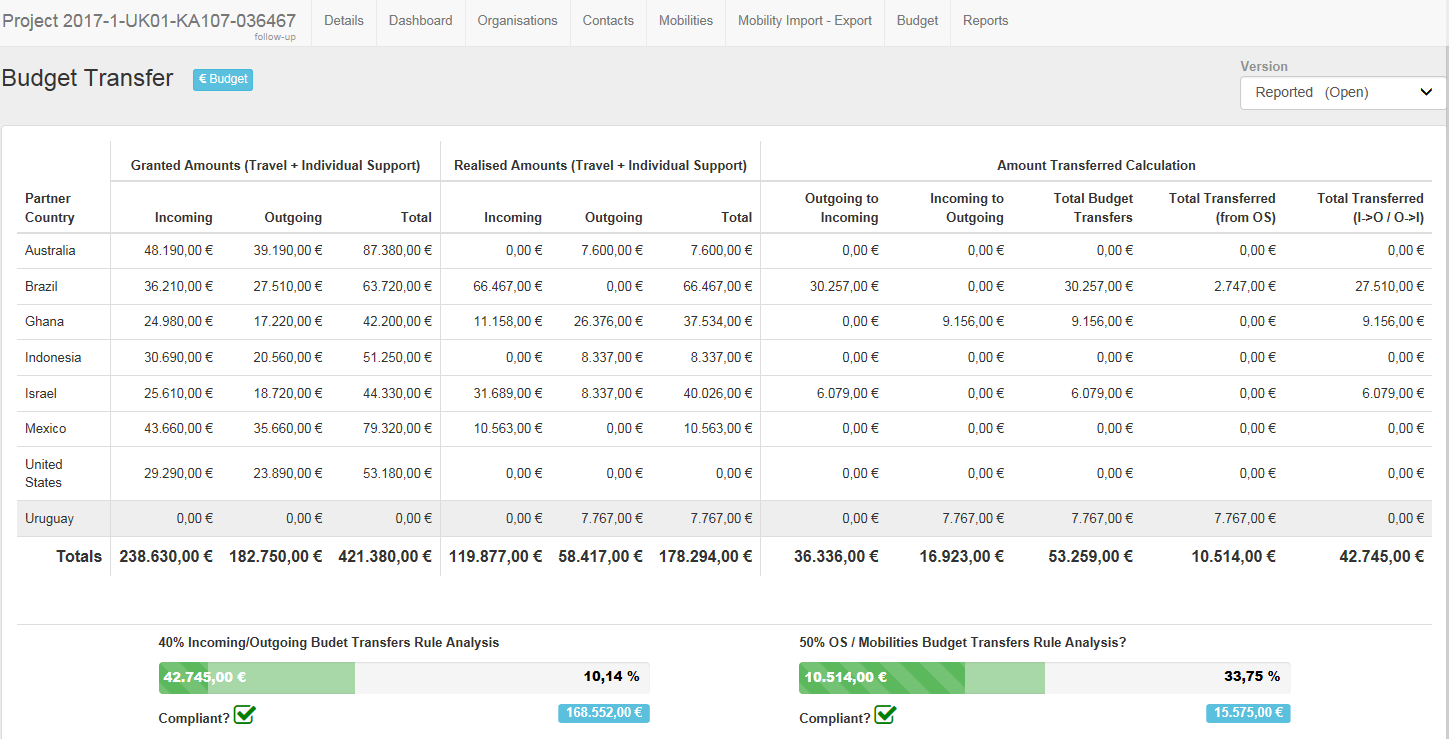 Project 2017-1-UK01-KA107-036467 Details Dashboard Organisations Contacts Mobilities Mobility Import - Export Budget Reports
follow-up
Budget Transfer € Budget
Version
Reported (Open)
Granted Amounts (Travel + Individual Support) Realised Amounts (Travel + Individual Support) Amount Transferred Calculation
Partner Outgoing to Incoming to Total Budget Total Transferred Total Transferred
Country Incoming Outgoing Total Incoming Outgoing Total Incoming Outgoing Transfers (from OS) (I->O / O->I)
Australia 48.190,00 € 39.190,00 € 87.380,00 € 0,00 € 7.600,00 € 7.600,00 € 0,00 € 0,00 € 0,00 € 0,00 € 0,00 €
Brazil 36.210,00 € 27.510,00 € 63.720,00 € 66.467,00 € 0,00 € 66.467,00 € 30.257,00 € 0,00 € 30.257,00 € 2.747,00 € 27.510,00 €
Ghana 24.980,00 € 17.220,00 € 42.200,00 € 11.158,00 € 26.376,00 € 37.534,00 € 0,00 € 9.156,00 € 9.156,00 € 0,00 € 9.156,00 €
Indonesia 30.690,00 € 20.560,00 € 51.250,00 € 0,00 € 8.337,00 € 8.337,00 € 0,00 € 0,00 € 0,00 € 0,00 € 0,00 €
Israel 25.610,00 € 18.720,00 € 44.330,00 € 31.689,00 € 8.337,00 € 40.026,00 € 6.079,00 € 0,00 € 6.079,00 € 0,00 € 6.079,00 €
Mexico 43.660,00 € 35.660,00 € 79.320,00 € 10.563,00 € 0,00 € 10.563,00 € 0,00 € 0,00 € 0,00 € 0,00 € 0,00 €
United
States 29.290,00 € 23.890,00 € 53.180,00 € 0,00 € 0,00 € 0,00 € 0,00 € 0,00 € 0,00 € 0,00 € 0,00 €
Uruguay 0,00 € 0,00 € 0,00 € 0,00 € 7.767,00 € 7.767,00 € 0,00 € 7.767,00 € 7.767,00 € 7.767,00 € 0,00 €
Totals 238.630,00 € 182.750,00 € 421.380,00 € 119.877,00 € 58.417,00 € 178.294,00 € 36.336,00 € 16.923,00 € 53.259,00 € 10.514,00 € 42.745,00 €
40% Incoming/Outgoing Budet Transfers Rule Analysis 50% OS / Mobilities Budget Transfers Rule Analysis?
42.745,00 € 10,14 % 10.514,00 € 33,75 %
Compliant? 168.552,00 € Compliant? 15.575,00 €